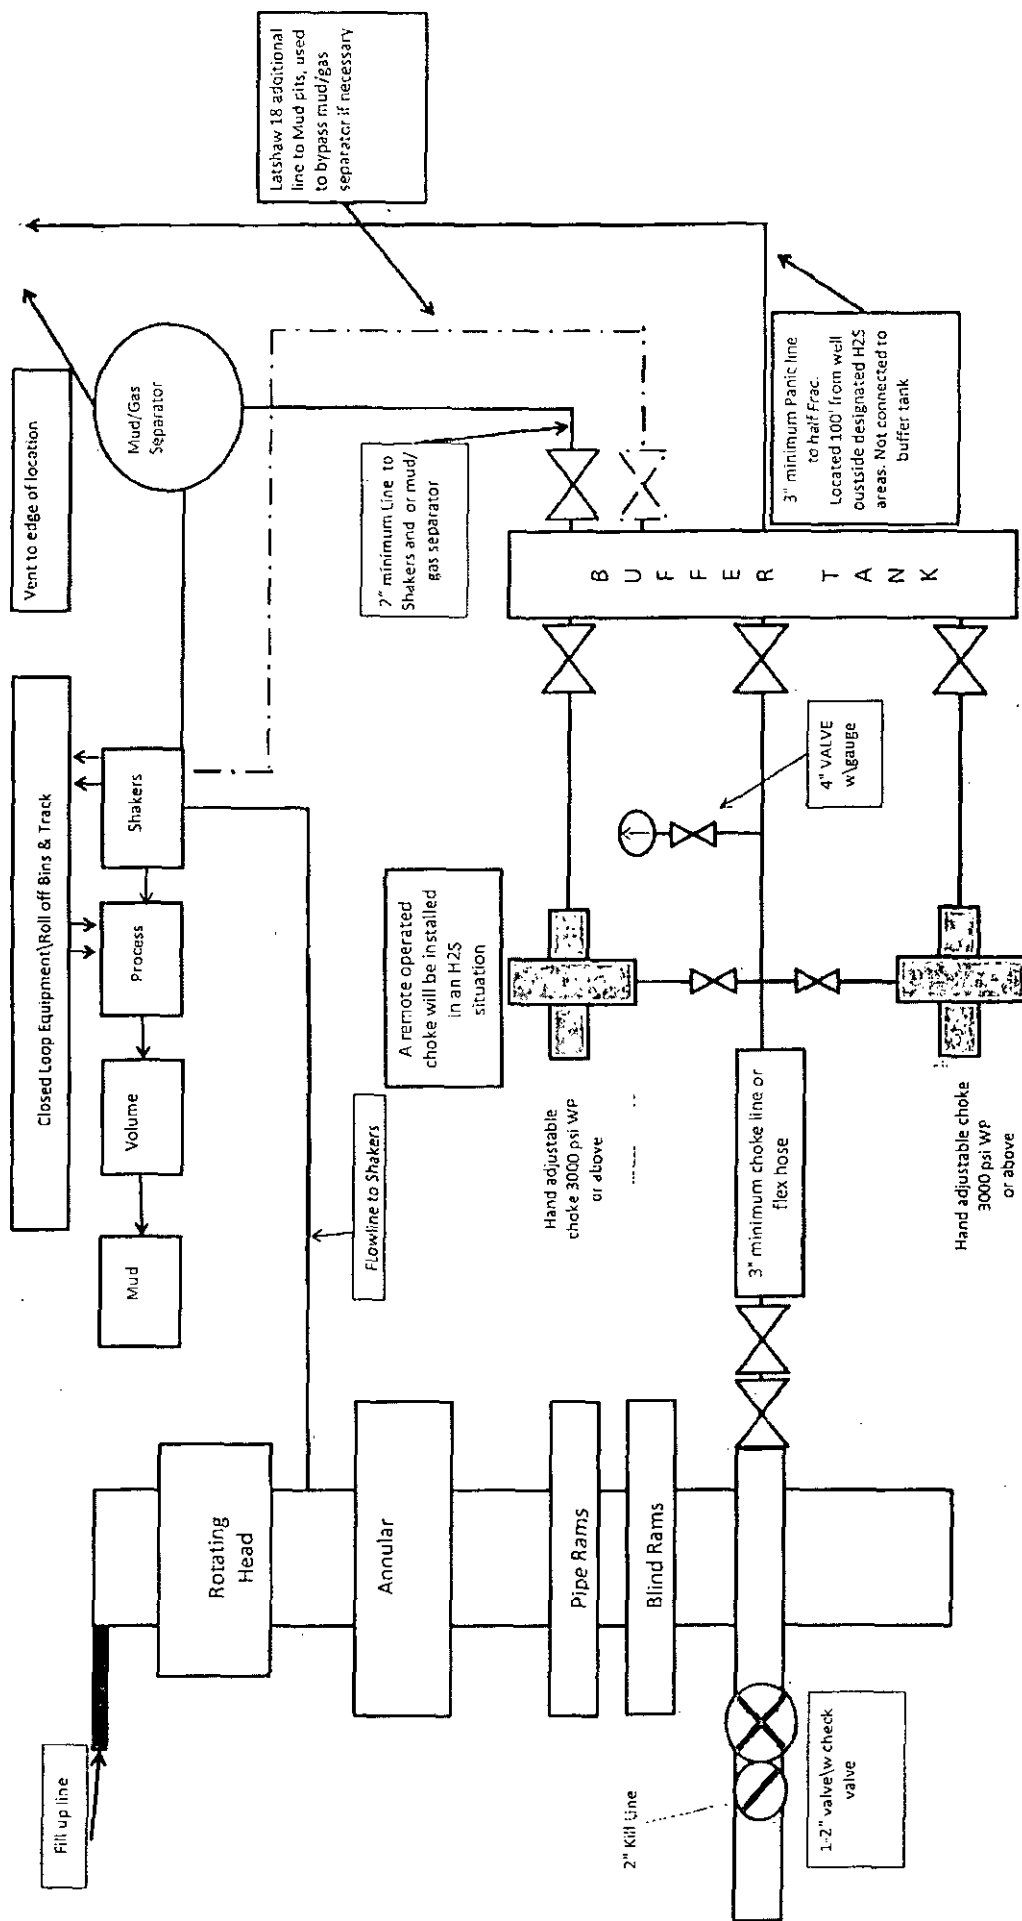 Fill up line
Rotating
Head
Annular
Pipe Rams
Blind Rams
2" Kill Line
1-2" valve\w check
valve
Closed Loop Equipment\Roll off Bins & Track
Mud
Volume
Process
Shakers
Vent to edge of location
Mud/Gas
Separator
Flowline to Shakers
Latshaw 18 additional
line to Mud pits, used
to bypass mud/gas
separator if necessary
2" minimum Line to
Shakers and or mud/
gas separator
A remote operated
choke will be installed
in an H2S
situation
Hand adjustable
choke 3000 psi WP
or above
3" minimum choke line or
flex hose
4" VALVE
w\gauge
BUFFER TANK
3" minimum Panic line
to half Frac.
Located 100' from well
oustside designated H2S
areas. Not connected to
buffer tank
Hand adjustable choke
3000 psi WP
or above